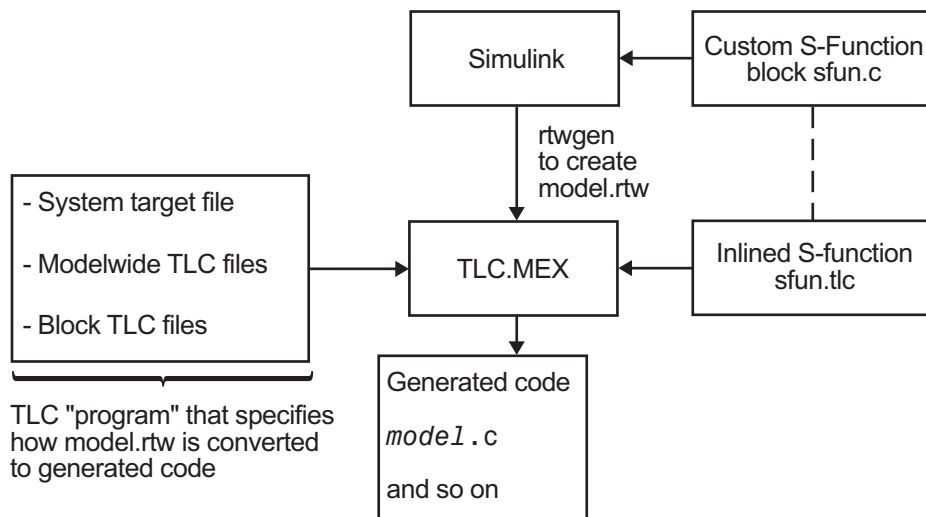 Simulink
Custom S-Function
block sfun.c
rtwgen
to create
model.rtw
- System target file
- Modelwide TLC files
- Block TLC files
TLC.MEX
Inlined S-function
sfun.tlc
TLC "program" that specifies
how model.rtw is converted
to generated code
Generated code
model.c
and so on